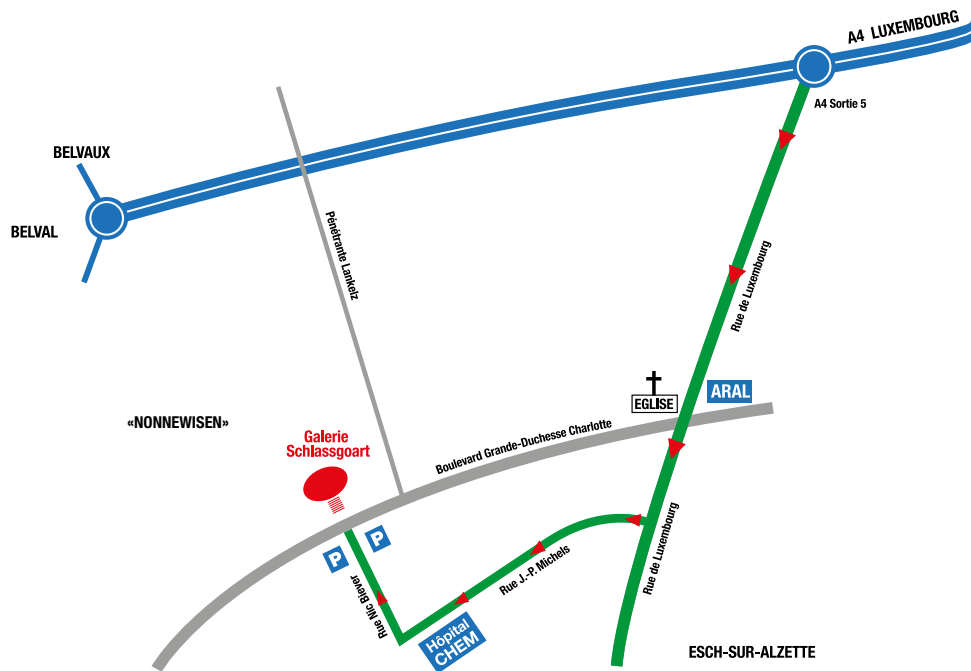 A4 LUXEMBOURG
A4 Sortie 5
BELVAUX
BELVAL
Pénétrante Lankelz
Rue de Luxembourg
ARAL
EGLISE
«NONNEWISEN»
Boulevard Grande-Duchesse Charlotte
Galerie
Schlassgoart
P
P
Rue Nic Biever
Rue J.-P. Michels
Rue de Luxembourg
Hôpital
CHEM
ESCH-SUR-ALZETTE